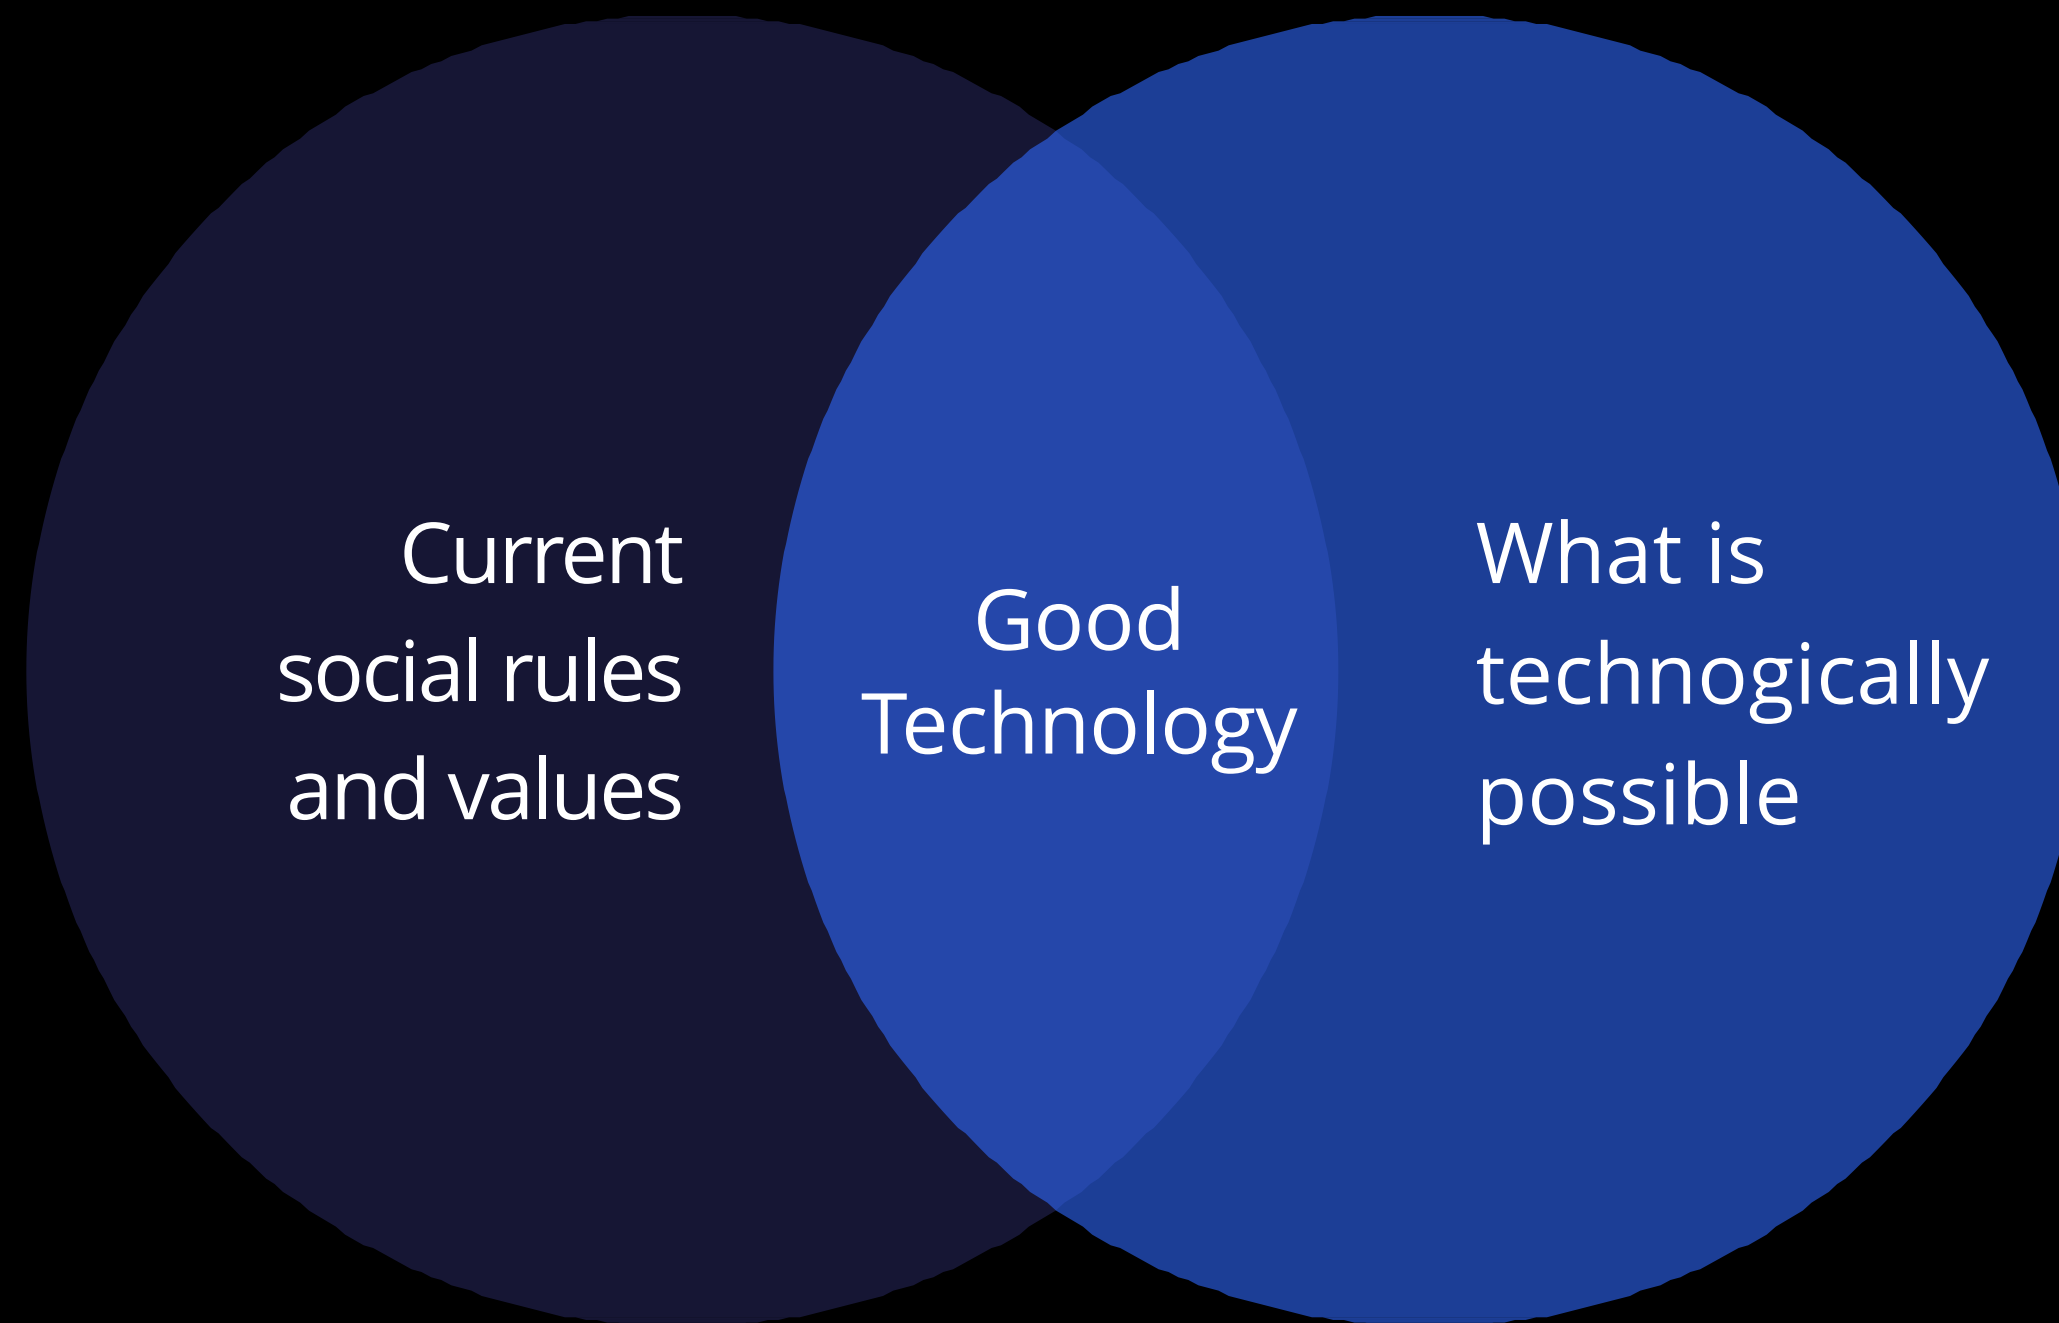 Current
social rules
and values
Good
Technology
What is
technogically
possible